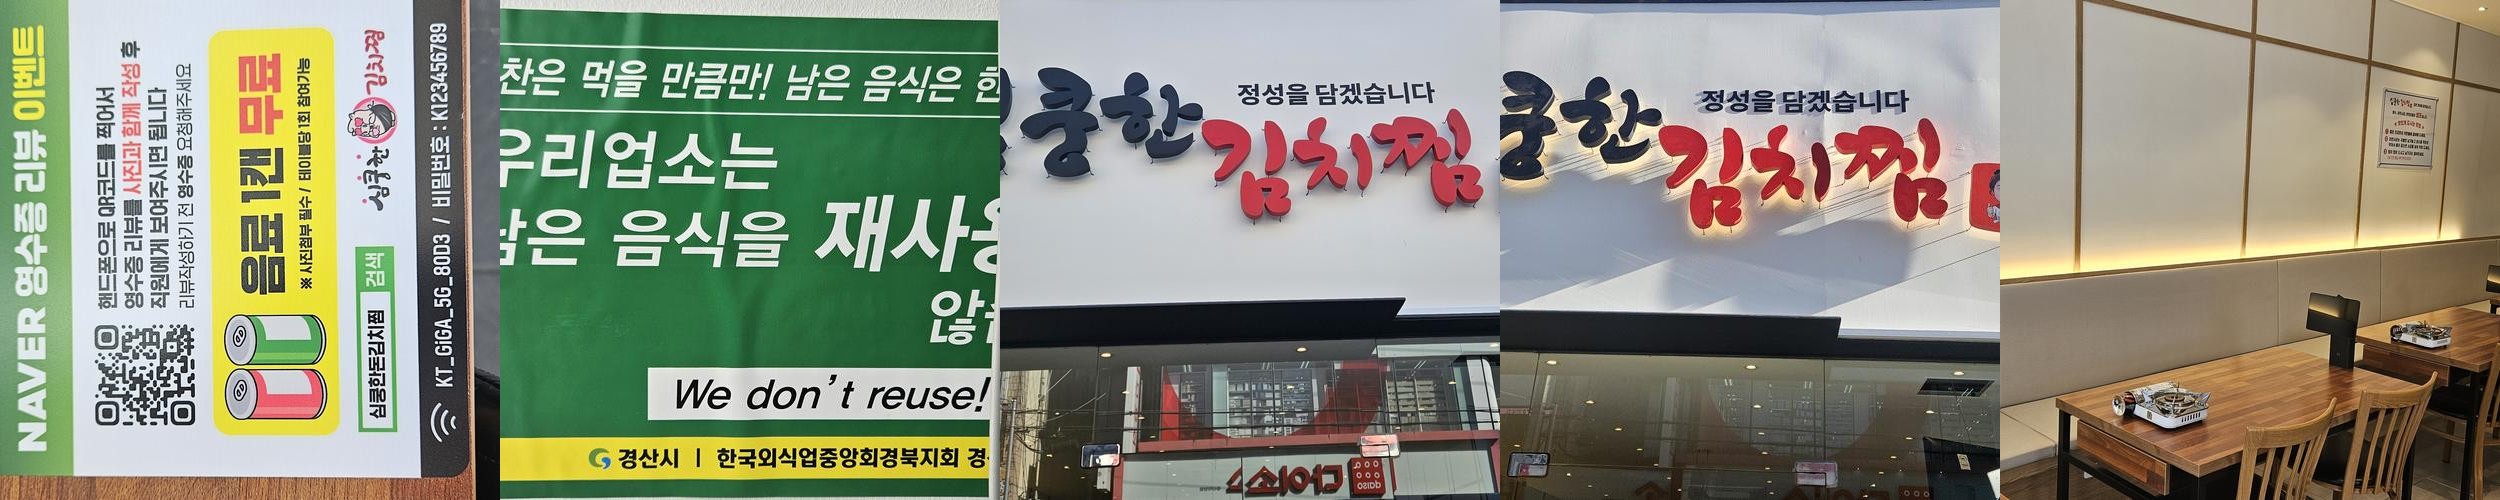 NAVER 영수증 리뷰 이벤트
핸드폰으로 QR코드를 찍어서
영수증 리뷰를 사진과 함께 작성 후
직원에게 보여주시면 됩니다
리뷰작성하기 전 영수증 요청해주세요
음료 1캔 무료
※ 사진첨부 필수 / 테이블당 1회 참여가능
심쿵한돈김치찜 검색
심쿵한 김치찜
KT_GiGA_5G_80D3 / 비밀번호 : K123456789
찬은 먹을 만큼만! 남은 음식은
우리업소는
남은 음식을 재사용
않
We don't reuse!
경산시 | 한국외식업중앙회경북지회 경
정성을 담겠습니다
쿵한 김치찜
다이소
daiso
정성을 담겠습니다
쿵한 김치찜